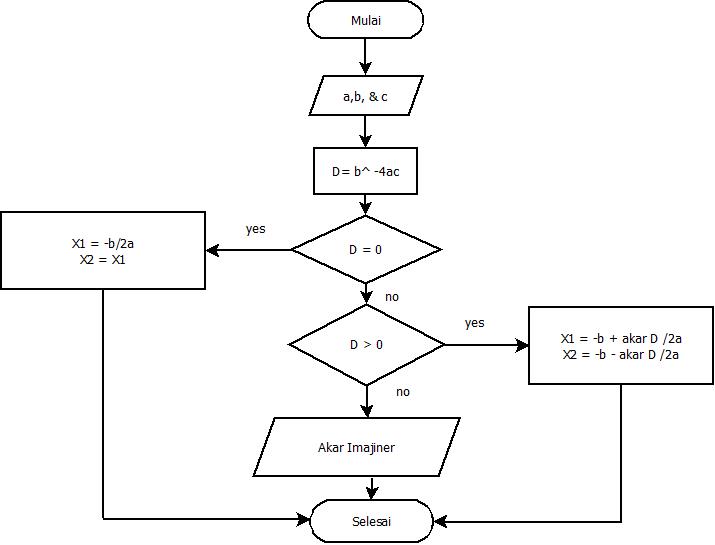 Mulai
a,b, & c
D= b^ -4ac
D = 0
yes
X1 = -b/2a
X2 = X1
no
D > 0
yes
X1 = -b + akar D /2a
X2 = -b - akar D /2a
no
Akar Imajiner
Selesai